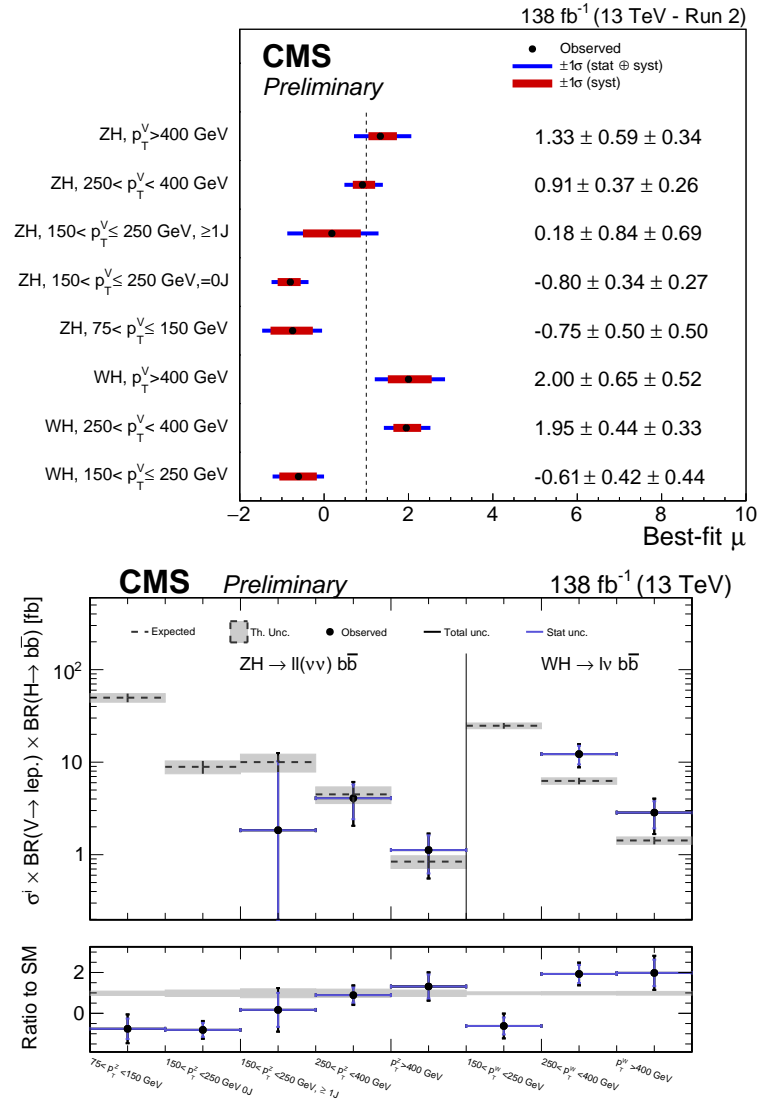 138 fb⁻¹ (13 TeV - Run 2)
CMS
Preliminary
Observed
±1σ (stat ⊕ syst)
±1σ (syst)
ZH, p_T^V>400 GeV 1.33 ± 0.59 ± 0.34
ZH, 250< p_T^V< 400 GeV 0.91 ± 0.37 ± 0.26
ZH, 150< p_T^V≤ 250 GeV, ≥1J 0.18 ± 0.84 ± 0.69
ZH, 150< p_T^V≤ 250 GeV,=0J -0.80 ± 0.34 ± 0.27
ZH, 75< p_T^V≤ 150 GeV -0.75 ± 0.50 ± 0.50
WH, p_T^V>400 GeV 2.00 ± 0.65 ± 0.52
WH, 250< p_T^V< 400 GeV 1.95 ± 0.44 ± 0.33
WH, 150< p_T^V≤ 250 GeV -0.61 ± 0.42 ± 0.44
−2 0 2 4 6 8 10
Best-fit μ
CMS Preliminary 138 fb⁻¹ (13 TeV)
Expected Th. Unc. Observed Total unc. Stat unc.
ZH → ll(νν) bb̄ WH → lν bb̄
σⁱ × BR(V→ lep.) × BR(H→ bb̄) [fb]
10²
10
1
Ratio to SM
2
0
75< p_T^Z <150 GeV
150< p_T^Z <250 GeV 0J
150< p_T^Z <250 GeV, ≥ 1J
250< p_T^Z <400 GeV
p_T^Z >400 GeV
150< p_T^W <250 GeV
250< p_T^W <400 GeV
p_T^W >400 GeV